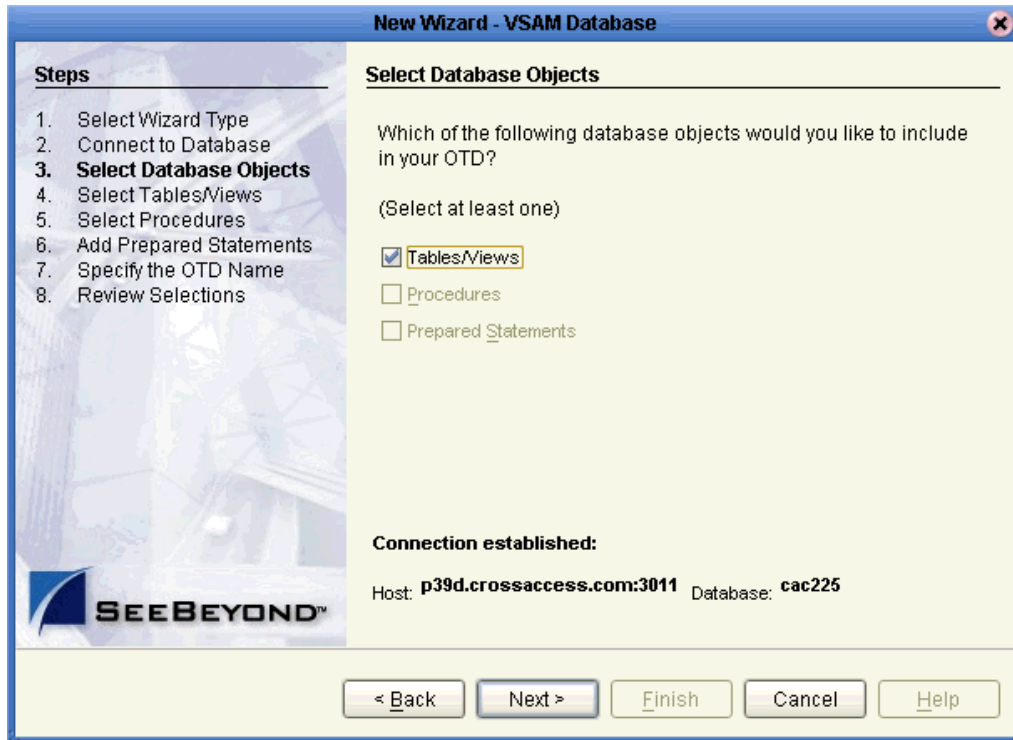 New Wizard - VSAM Database
Steps
1. Select Wizard Type
2. Connect to Database
3. Select Database Objects
4. Select Tables/Views
5. Select Procedures
6. Add Prepared Statements
7. Specify the OTD Name
8. Review Selections
SEEBEYOND™
Select Database Objects
Which of the following database objects would you like to include
in your OTD?
(Select at least one)
Tables/Views
Procedures
Prepared Statements
Connection established:
Host: p39d.crossaccess.com:3011 Database: cac225
< Back Next > Finish Cancel Help